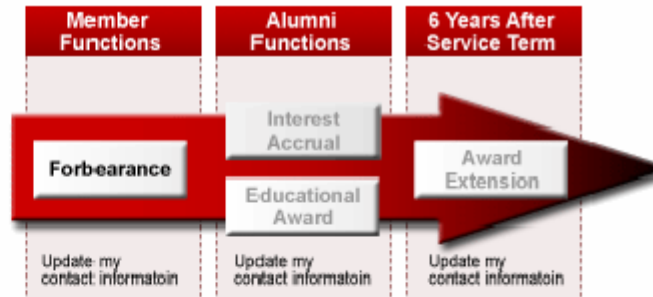 Member
Functions
Alumni
Functions
6 Years After
Service Term
Forbearance
Interest
Accrual
Educational
Award
Award
Extension
Update my
contact informatoin
Update my
contact informatoin
Update my
contact informatoin